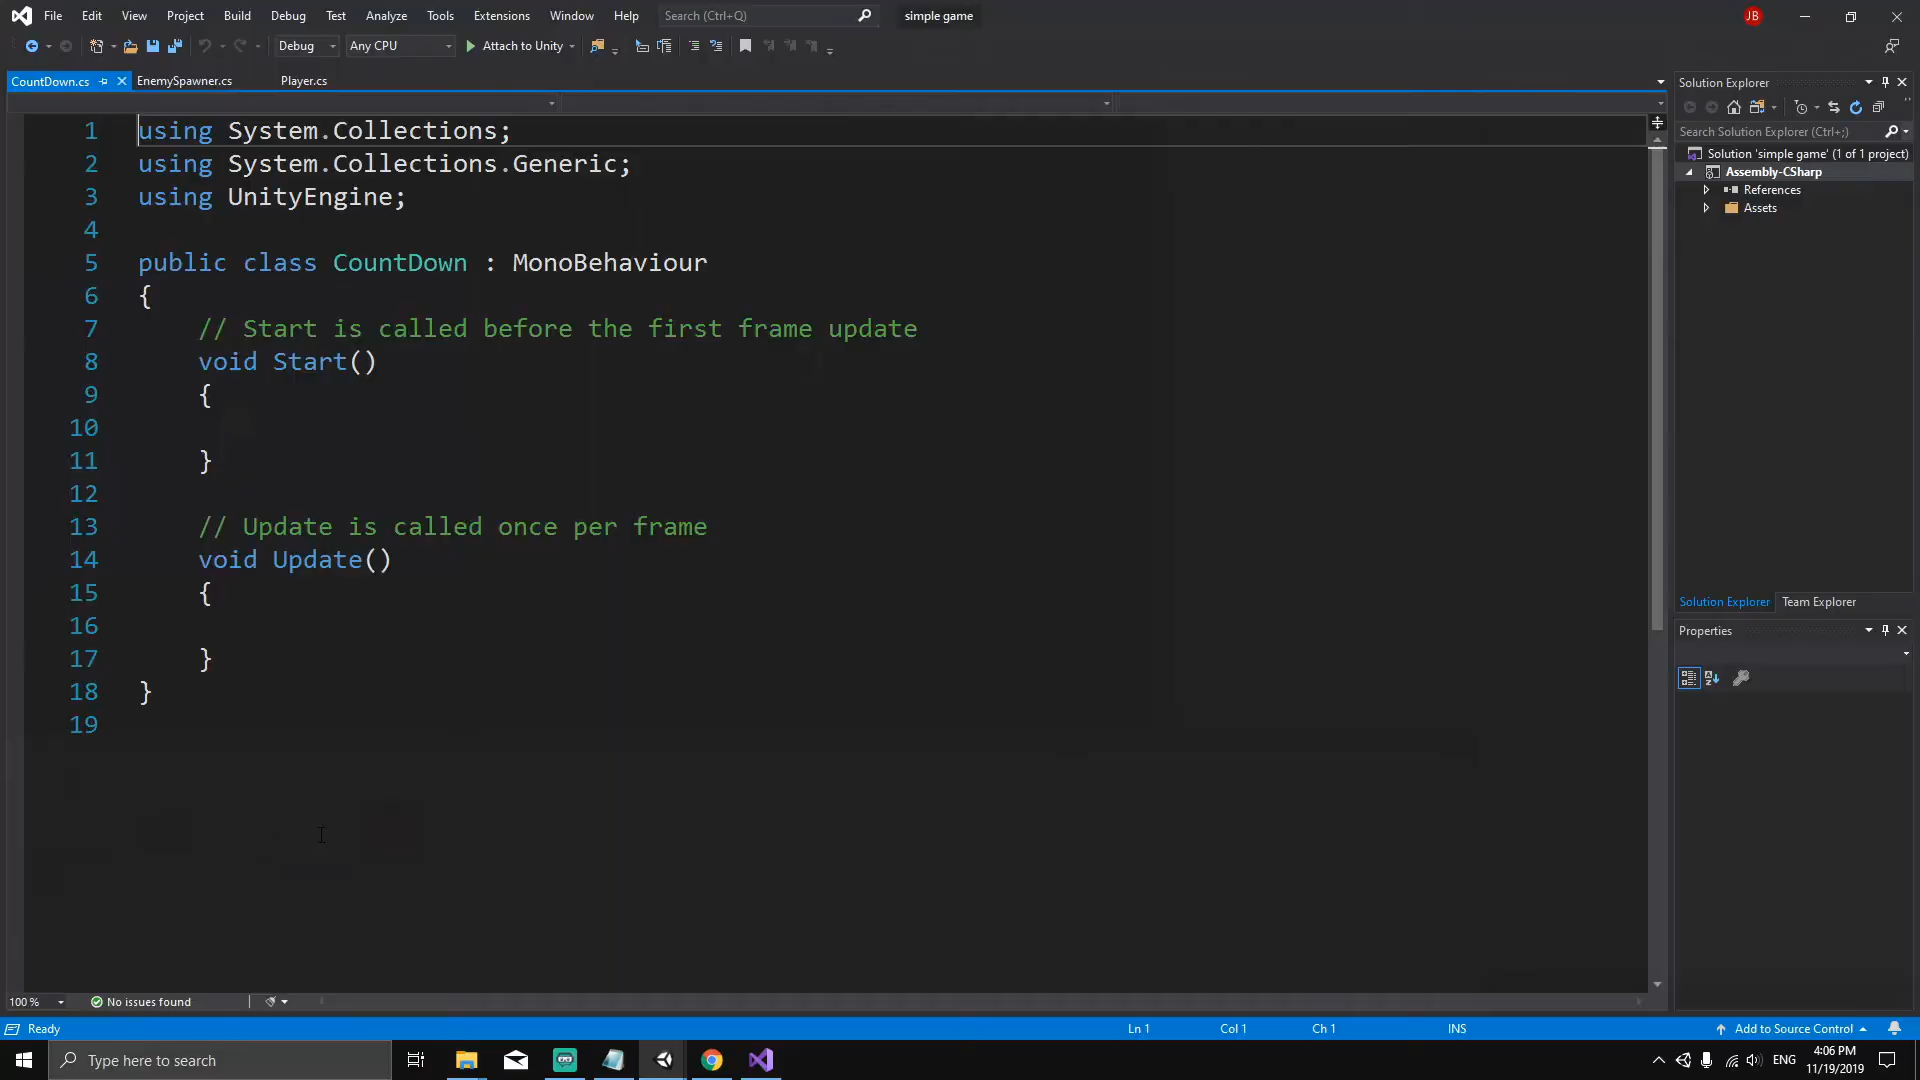 File Edit View Project Build Debug Test Analyze Tools Extensions Window Help Search (Ctrl+Q) simple game JB
Debug Any CPU Attach to Unity
CountDown.cs EnemySpawner.cs Player.cs
1 using System.Collections;
2 using System.Collections.Generic;
3 using UnityEngine;
4
5 public class CountDown : MonoBehaviour
6 {
7 // Start is called before the first frame update
8 void Start()
9 {
10
11 }
12
13 // Update is called once per frame
14 void Update()
15 {
16
17 }
18 }
19
Solution Explorer
Search Solution Explorer (Ctrl+;)
Solution 'simple game' (1 of 1 project)
Assembly-CSharp
References
Assets
Solution Explorer Team Explorer
Properties
100 % No issues found
Ready Ln 1 Col 1 Ch 1 INS Add to Source Control
Type here to search ENG 4:06 PM
11/19/2019